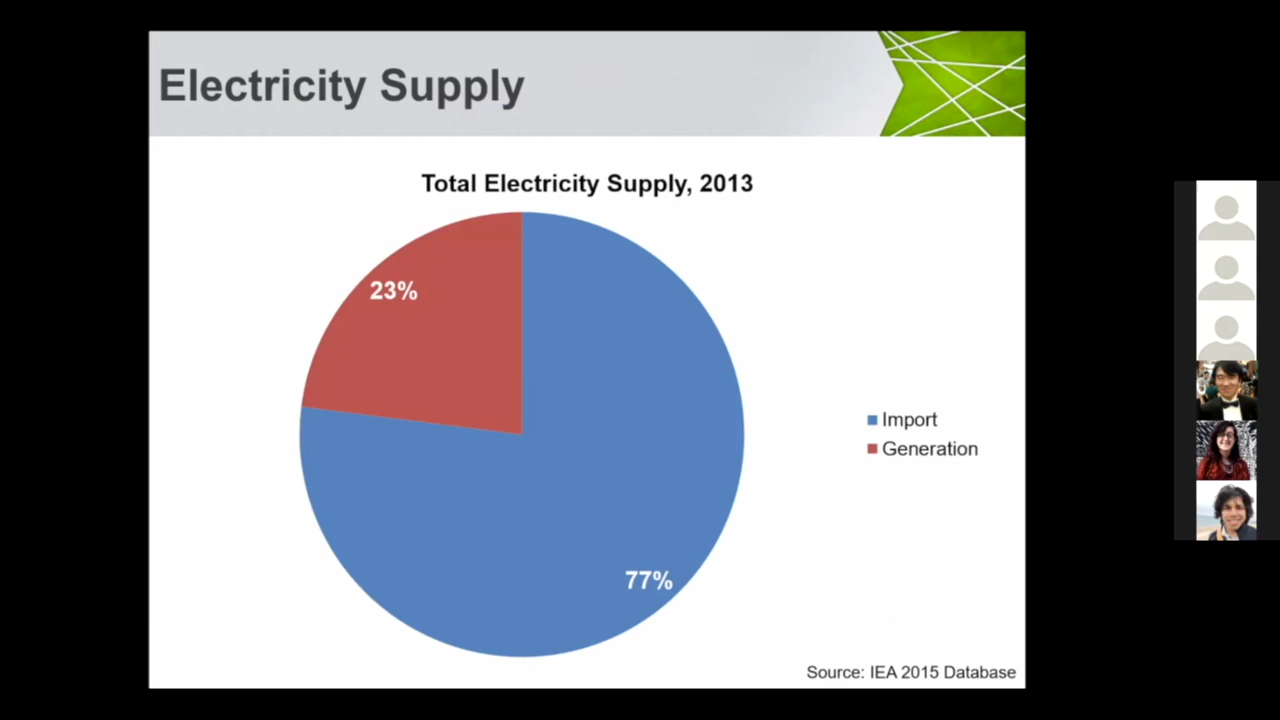 Electricity Supply
Total Electricity Supply, 2013
23%
Import
Generation
77%
Source: IEA 2015 Database